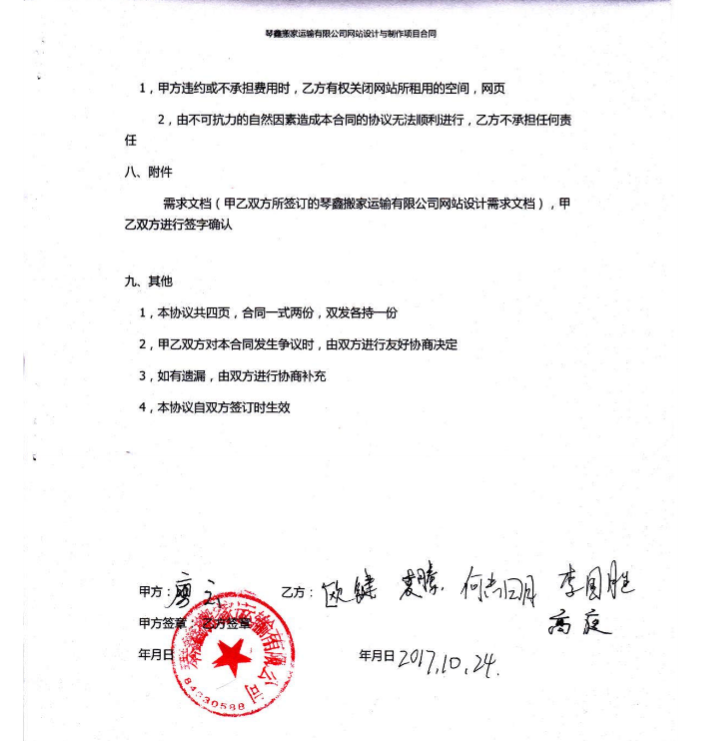 琴鑫搬家运输有限公司网站设计与制作项目合同
1，甲方违约或不承担费用时，乙方有权关闭网站所租用的空间，网页
2，由不可抗力的自然因素造成本合同的协议无法顺利进行，乙方不承担任何责
任
八、附件
需求文档（甲乙双方所签订的琴鑫搬家运输有限公司网站设计需求文档），甲
乙双方进行签字确认
九、其他
1，本协议共四页，合同一式两份，双发各持一份
2，甲乙双方对本合同发生争议时，由双方进行友好协商决定
3，如有遗漏，由双方进行协商补充
4，本协议自双方签订时生效
甲方： 乙方：欧健 何志明 李国胜
甲方签章： 乙方签章
琴鑫搬家运输有限公司
年月日 年月日 2017.10.24.